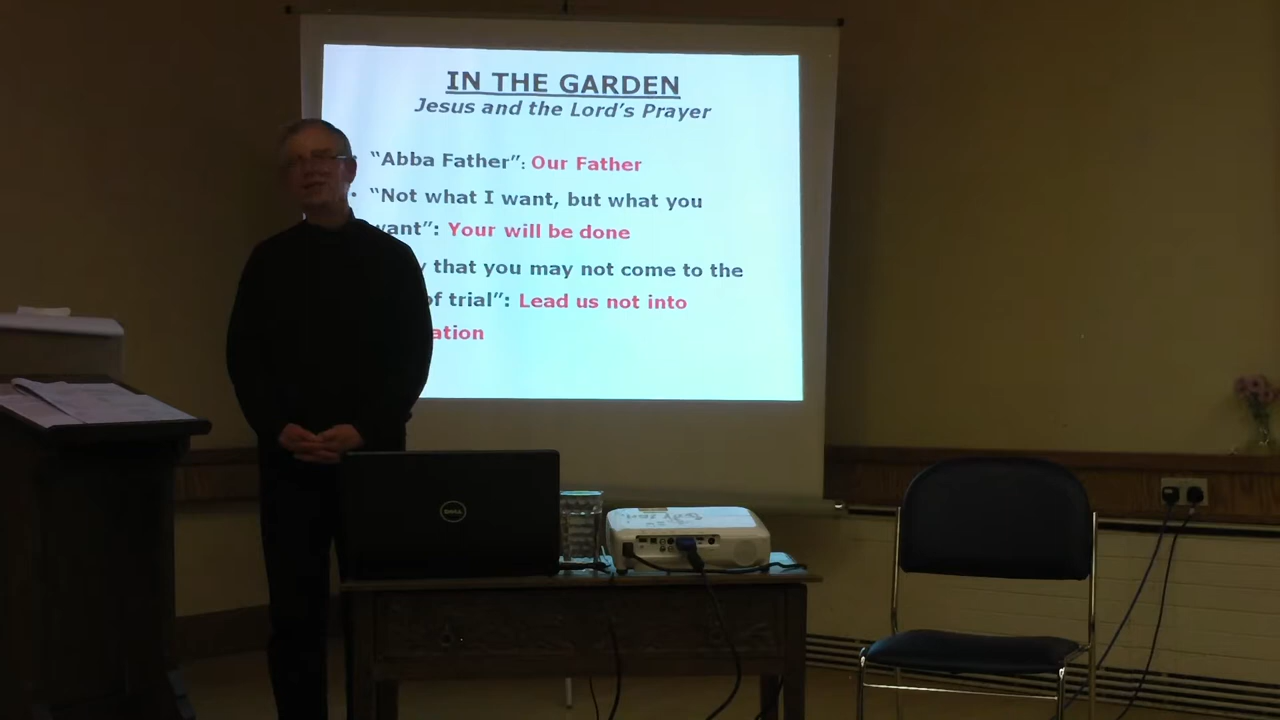 IN THE GARDEN
Jesus and the Lord's Prayer
"Abba Father": Our Father
• "Not what I want, but what you
want": Your will be done
that you may not come to the
of trial": Lead us not into
ation
DELL